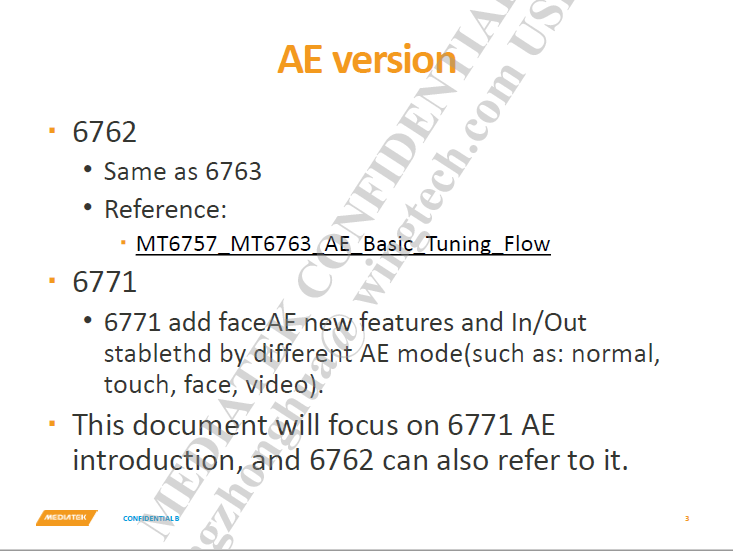 AE version
6762
Same as 6763
Reference:
MT6757_MT6763_AE_Basic_Tuning_Flow
6771
6771 add faceAE new features and In/Out
stablethd by different AE mode(such as: normal,
touch, face, video).
This document will focus on 6771 AE
introduction, and 6762 can also refer to it.
MEDIATEK CONFIDENTIAL
gzhonghua@wingtech.com US
MEDIATEK
CONFIDENTIAL B
3